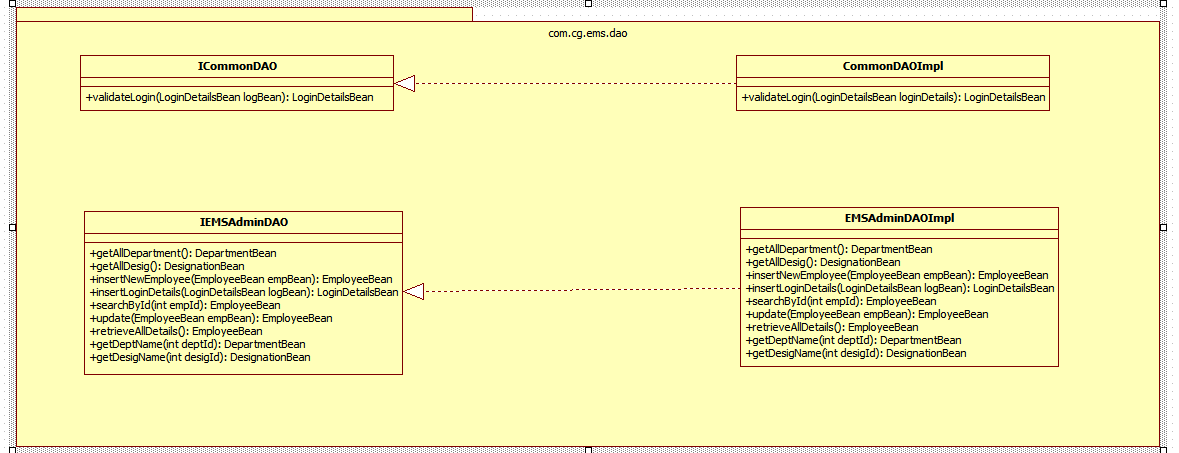 com.cg.ems.dao
ICommonDAO
+validateLogin(LoginDetailsBean logBean): LoginDetailsBean
CommonDAOImpl
+validateLogin(LoginDetailsBean loginDetails): LoginDetailsBean
IEMSAdminDAO
+getAllDepartment(): DepartmentBean
+getAllDesig(): DesignationBean
+insertNewEmployee(EmployeeBean empBean): EmployeeBean
+insertLoginDetails(LoginDetailsBean logBean): LoginDetailsBean
+searchById(int empId): EmployeeBean
+update(EmployeeBean empBean): EmployeeBean
+retrieveAllDetails(): EmployeeBean
+getDeptName(int deptId): DepartmentBean
+getDesigName(int desigId): DesignationBean
EMSAdminDAOImpl
+getAllDepartment(): DepartmentBean
+getAllDesig(): DesignationBean
+insertNewEmployee(EmployeeBean empBean): EmployeeBean
+insertLoginDetails(LoginDetailsBean logBean): LoginDetailsBean
+searchById(int empId): EmployeeBean
+update(EmployeeBean empBean): EmployeeBean
+retrieveAllDetails(): EmployeeBean
+getDeptName(int deptId): DepartmentBean
+getDesigName(int desigId): DesignationBean